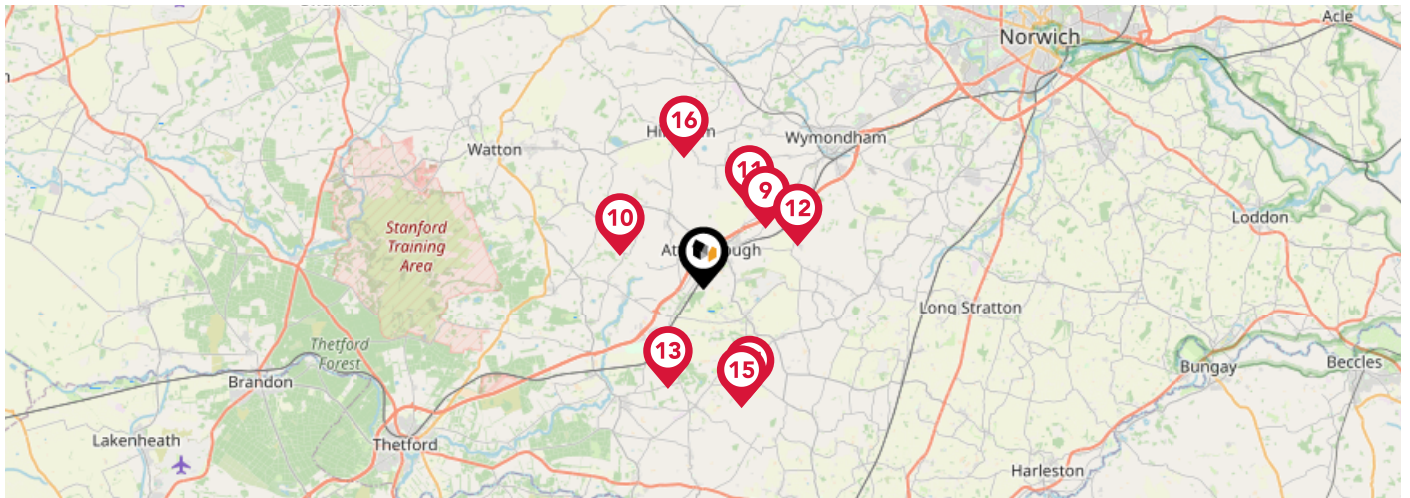 Acle
Norwich
16
Wymondham
Watton
11
9
12
10
Loddon
Stanford
Training
Area
Long Stratton
Thetford
Forest
13
15
Bungay
Beccles
Brandon
Lakenheath
Thetford
Harleston